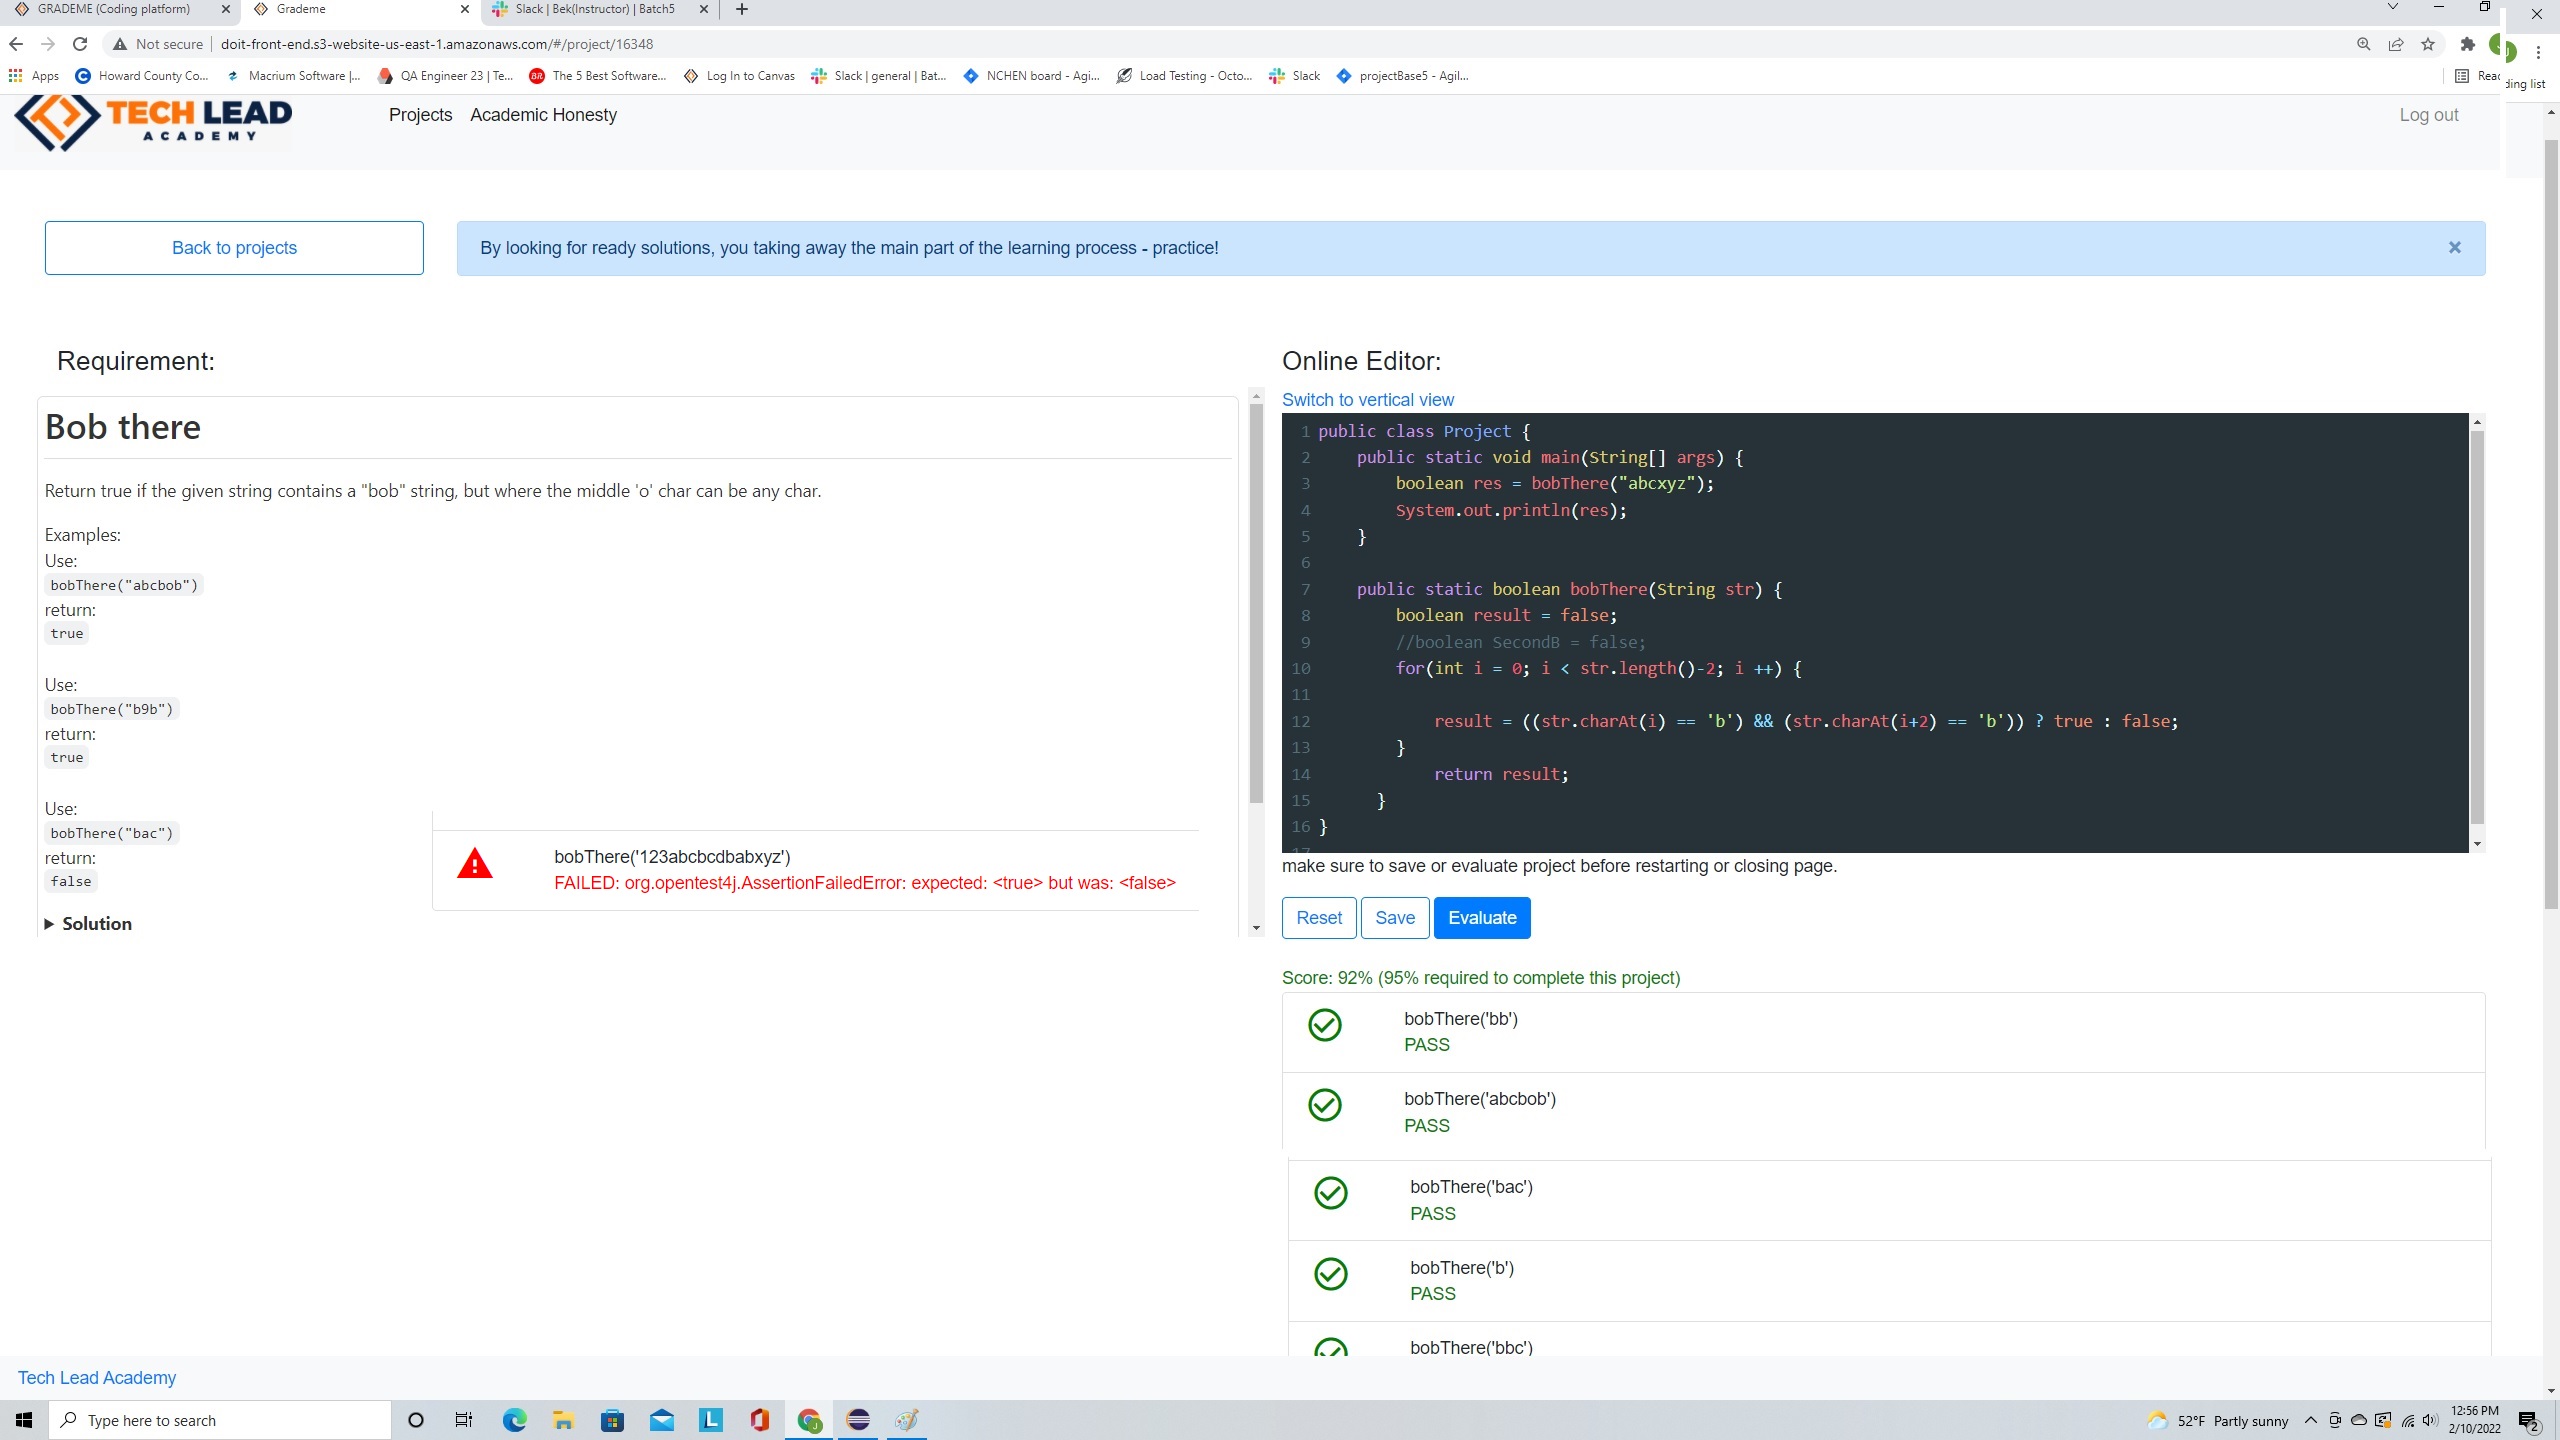 GRADEME (Coding platform)
Grademe
Slack | Bek(Instructor) | Batch5
Not secure
doit-front-end.s3-website-us-east-1.amazonaws.com/#/project/16348
Apps
Howard County Co...
Macrium Software |...
QA Engineer 23 | Te...
The 5 Best Software...
Log In to Canvas
Slack | general | Bat...
NCHEN board - Agi...
Load Testing - Octo...
Slack
projectBase5 - Agil...
Reac
ding list
TECH LEAD
ACADEMY
Projects
Academic Honesty
Log out
Back to projects
By looking for ready solutions, you taking away the main part of the learning process - practice!
Requirement:
Bob there
Return true if the given string contains a "bob" string, but where the middle 'o' char can be any char.
Examples:
Use:
bobThere("abcbob")
return:
true
Use:
bobThere("b9b")
return:
true
Use:
bobThere("bac")
return:
false
Solution
bobThere('123abcbcdbabxyz')
FAILED: org.opentest4j.AssertionFailedError: expected: <true> but was: <false>
Online Editor:
Switch to vertical view
1 public class Project {
2 public static void main(String[] args) {
3 boolean res = bobThere("abcxyz");
4 System.out.println(res);
5 }
6
7 public static boolean bobThere(String str) {
8 boolean result = false;
9 //boolean SecondB = false;
10 for(int i = 0; i < str.length()-2; i ++) {
11
12 result = ((str.charAt(i) == 'b') && (str.charAt(i+2) == 'b')) ? true : false;
13 }
14 return result;
15 }
16 }
17
make sure to save or evaluate project before restarting or closing page.
Reset
Save
Evaluate
Score: 92% (95% required to complete this project)
bobThere('bb')
PASS
bobThere('abcbob')
PASS
bobThere('bac')
PASS
bobThere('b')
PASS
bobThere('bbc')
Tech Lead Academy
Type here to search
52°F Partly sunny
12:56 PM
2/10/2022
2